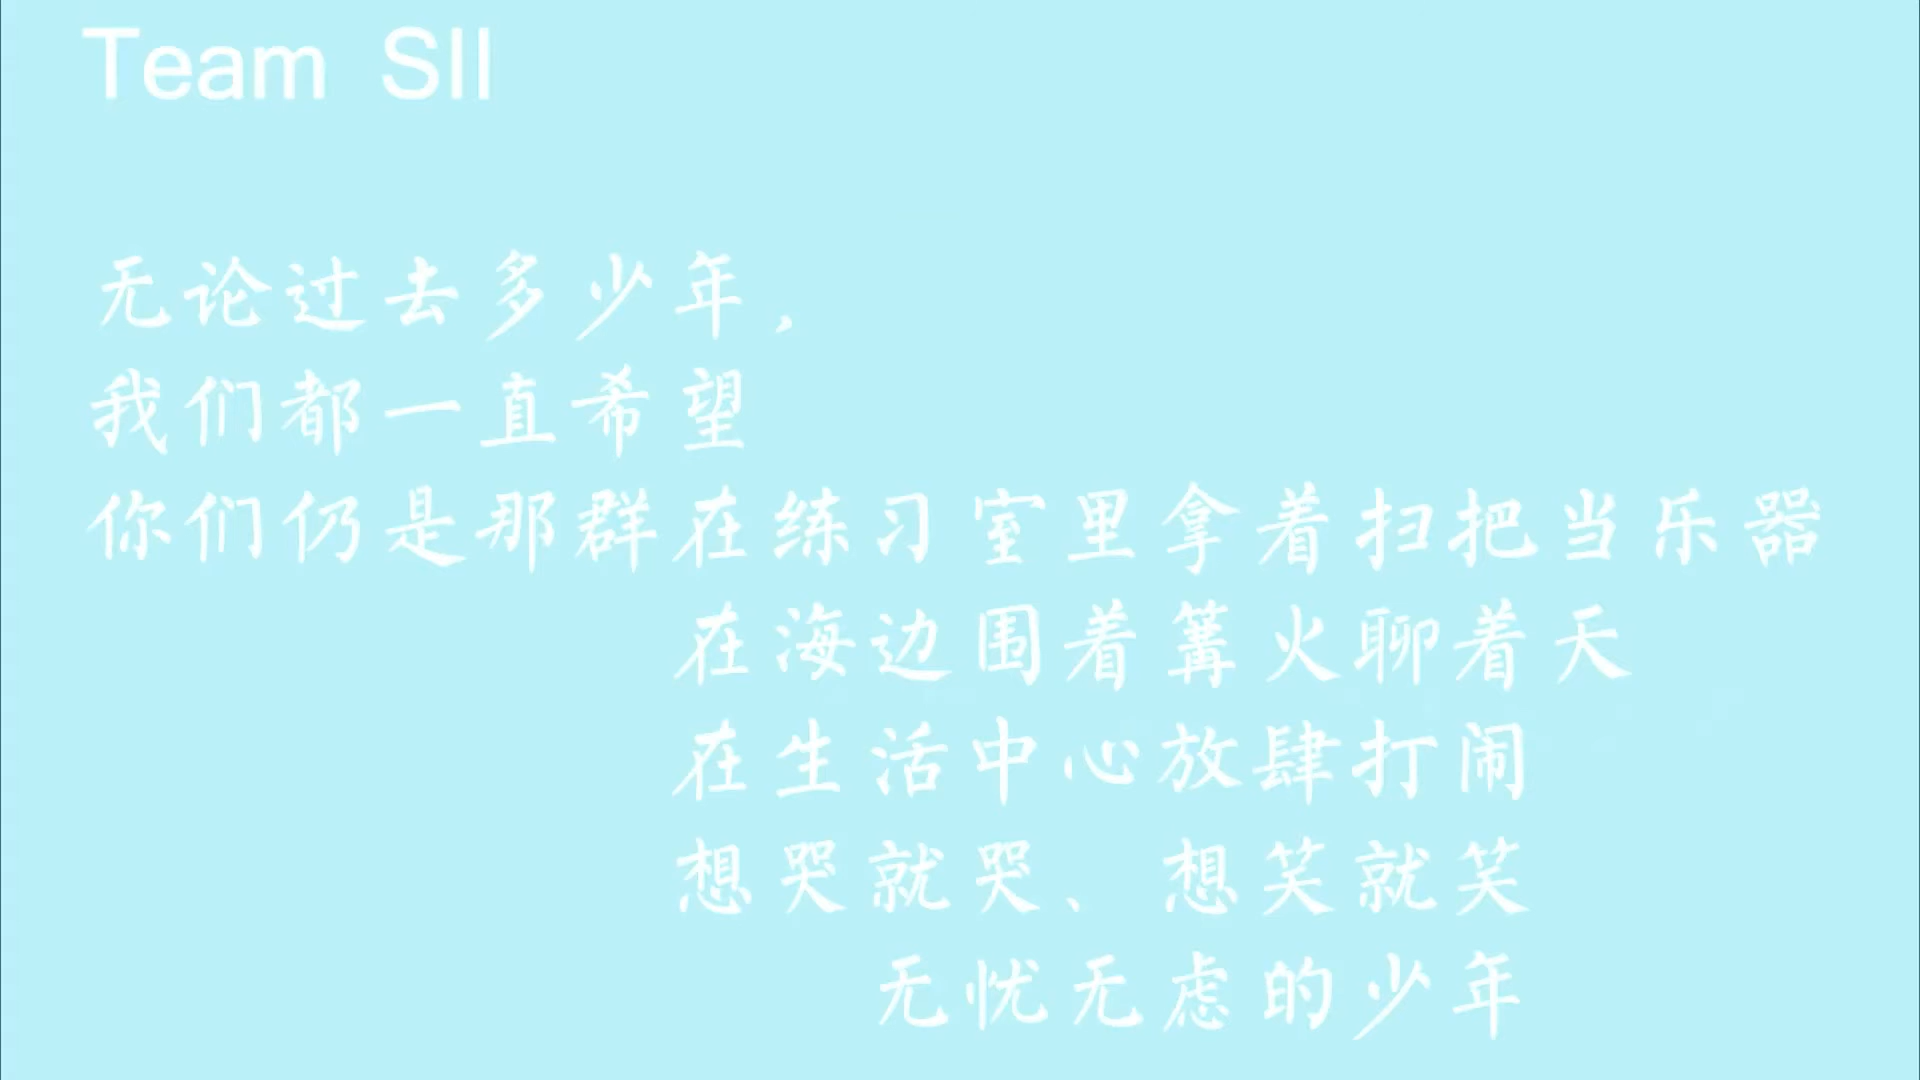 Team SII
无论过去多少年，
我们都一直希望
你们仍是那群在练习室里拿着扫把当乐器
在海边围着篝火聊着天
在生活中心放肆打闹
想哭就哭、想笑就笑
无忧无虑的少年